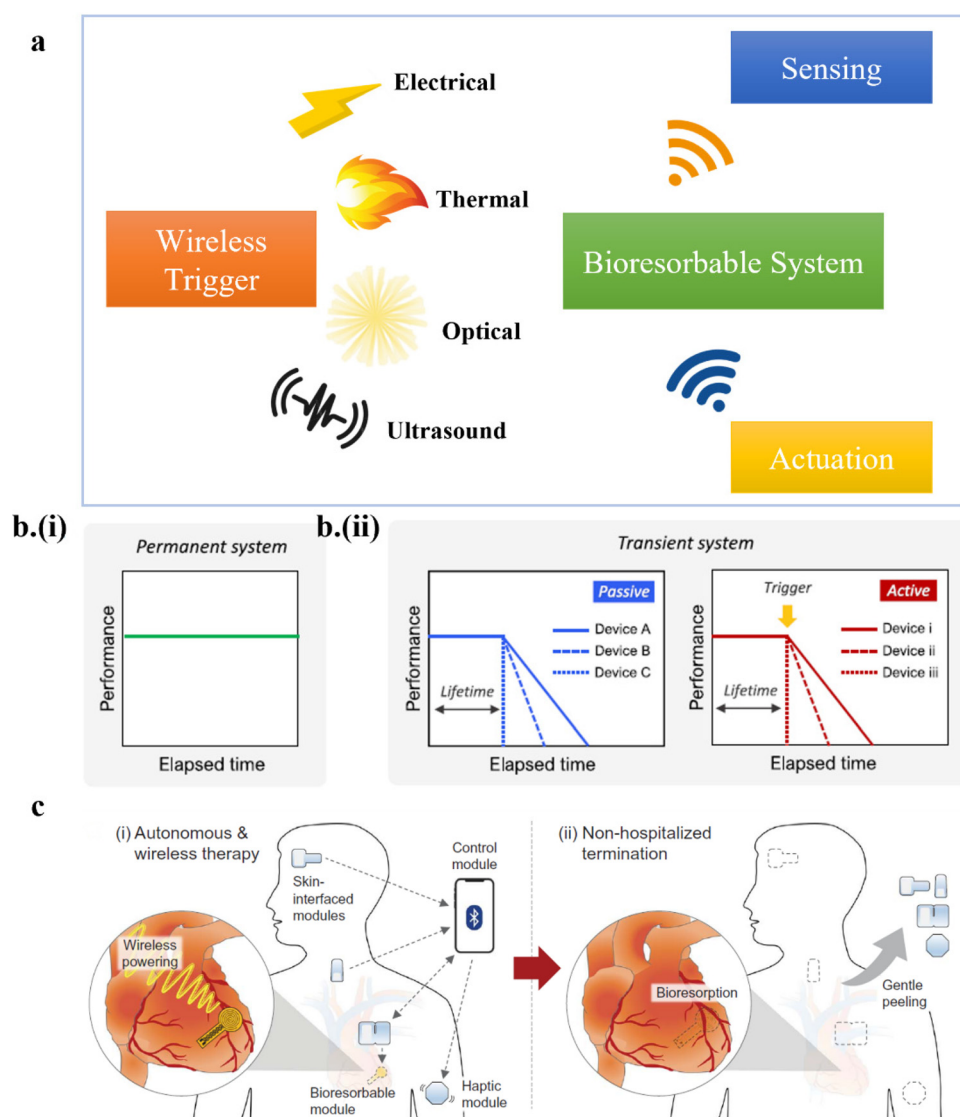 a
Electrical
Sensing
Thermal
Wireless
Trigger
Bioresorbable System
Optical
Ultrasound
Actuation
b.(i)
Permanent system
Performance
Elapsed time
b.(ii)
Transient system
Performance
Passive
Device A
Device B
Device C
Lifetime
Elapsed time
Performance
Trigger
Active
Device i
Device ii
Device iii
Lifetime
Elapsed time
c
(i) Autonomous &
wireless therapy
Skin-
interfaced
modules
Control
module
Wireless
powering
Bioresorbable
module
Haptic
module
(ii) Non-hospitalized
termination
Bioresorption
Gentle
peeling